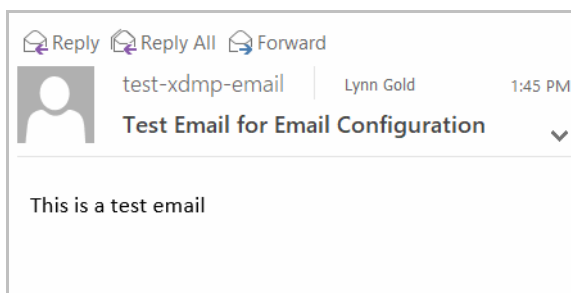 Reply Reply All Forward
test-xdmp-email Lynn Gold 1:45 PM
Test Email for Email Configuration
This is a test email